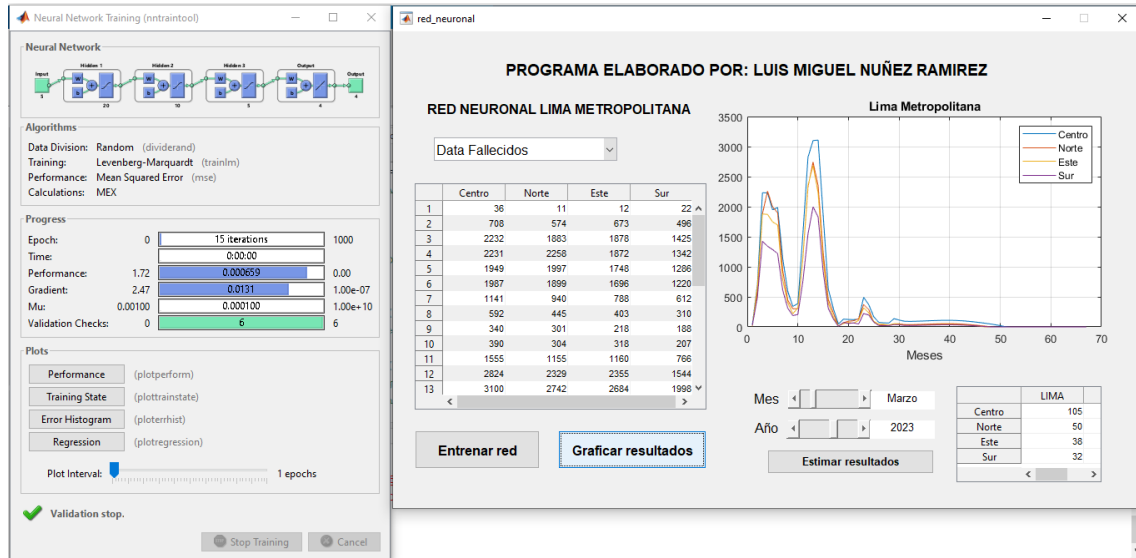 Neural Network Training (nntraintool)
Neural Network
Hidden 1 Hidden 2 Hidden 3 Output
Input Output
W W W W
b b b b
5 20 10 5 4 4
Algorithms
Data Division: Random (dividerand)
Training: Levenberg-Marquardt (trainlm)
Performance: Mean Squared Error (mse)
Calculations: MEX
Progress
Epoch: 0 15 iterations 1000
Time: 0:00:00
Performance: 1.72 0.000659 0.00
Gradient: 2.47 0.0131 1.00e-07
Mu: 0.00100 0.000100 1.00e+10
Validation Checks: 0 6 6
Plots
Performance (plotperform)
Training State (plottrainstate)
Error Histogram (ploterrhist)
Regression (plotregression)
Plot Interval: 1 epochs
Validation stop.
Stop Training Cancel
red_neuronal
PROGRAMA ELABORADO POR: LUIS MIGUEL NUÑEZ RAMIREZ
RED NEURONAL LIMA METROPOLITANA
Data Fallecidos
Centro Norte Este Sur
1 36 11 12 22
2 708 574 673 496
3 2232 1883 1878 1425
4 2231 2258 1872 1342
5 1949 1997 1748 1286
6 1987 1899 1696 1220
7 1141 940 788 612
8 592 445 403 310
9 340 301 218 188
10 390 304 318 207
11 1555 1155 1160 766
12 2824 2329 2355 1544
13 3100 2742 2684 1998
Entrenar red Graficar resultados
Lima Metropolitana
3500
3000
2500
2000
1500
1000
500
0
0 10 20 30 40 50 60 70
Meses
Centro
Norte
Este
Sur
Mes Marzo
Año 2023
Estimar resultados
LIMA
Centro 105
Norte 50
Este 38
Sur 32